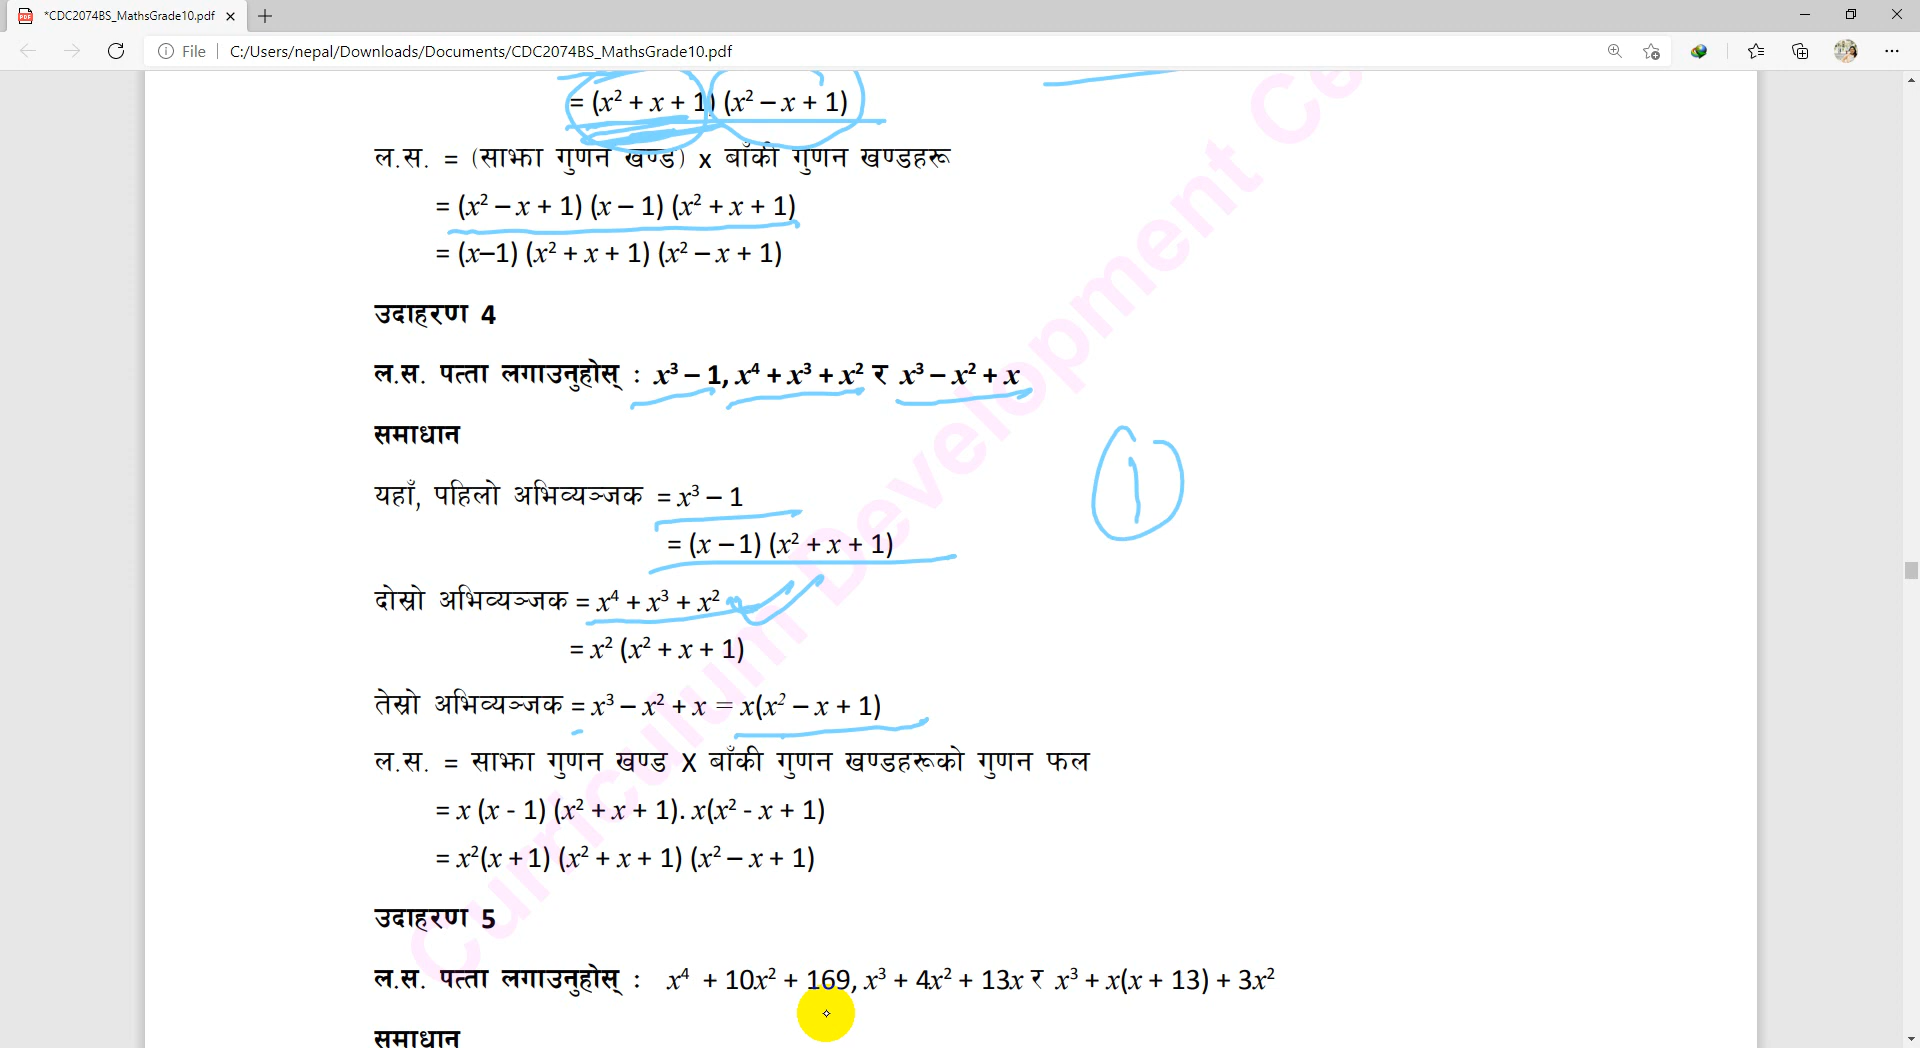 *CDC2074BS_MathsGrade10.pdf
File | C:/Users/nepal/Downloads/Documents/CDC2074BS_MathsGrade10.pdf
= (x² + x + 1) (x² – x + 1)
ल.स. = (साझा गुणन खण्ड) x बाँकी गुणन खण्डहरू
= (x² – x + 1) (x – 1) (x² + x + 1)
= (x–1) (x² + x + 1) (x² – x + 1)
उदाहरण 4
ल.स. पत्ता लगाउनुहोस् : x³ – 1, x⁴ + x³ + x² र x³ – x² + x
समाधान
यहाँ, पहिलो अभिव्यञ्जक = x³ – 1
1
= (x – 1) (x² + x + 1)
दोस्रो अभिव्यञ्जक = x⁴ + x³ + x²
= x² (x² + x + 1)
तेस्रो अभिव्यञ्जक = x³ – x² + x = x(x² – x + 1)
ल.स. = साझा गुणन खण्ड X बाँकी गुणन खण्डहरूको गुणन फल
= x (x - 1) (x² + x + 1). x(x² - x + 1)
= x²(x + 1) (x² + x + 1) (x² – x + 1)
उदाहरण 5
ल.स. पत्ता लगाउनुहोस् : x⁴ + 10x² + 169, x³ + 4x² + 13x र x³ + x(x + 13) + 3x²
समाधान
Curriculum Development Ce